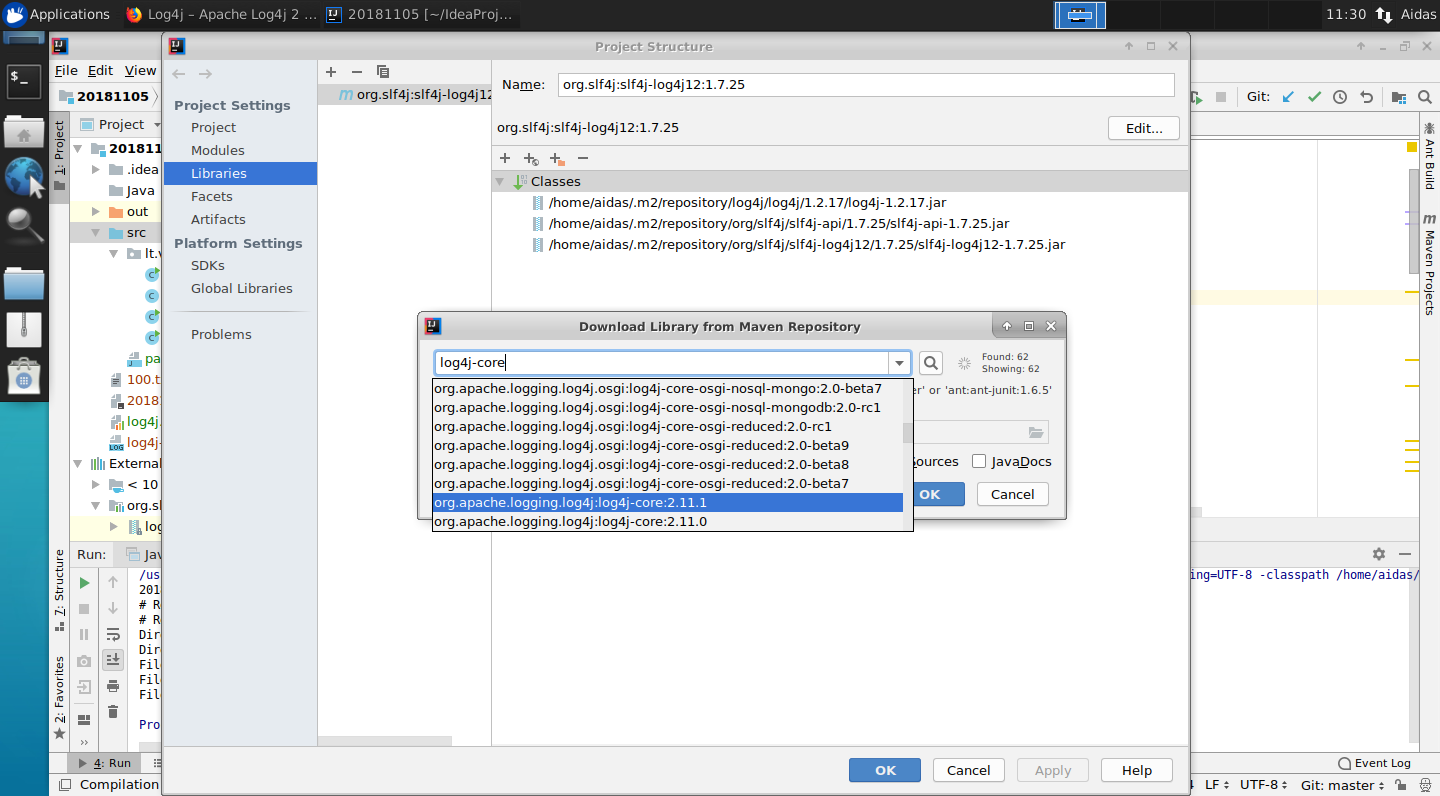 Applications
Log4j – Apache Log4j 2 ...
20181105 [~/IdeaProj...
11:30
Aidas
Project Structure
File Edit View
20181105
Git:
1: Project
Project
20181
.idea
Java
out
src
lt.v
pa
100.t
2018
log4j.
log4j-
External
< 10
org.sl
log
7: Structure
2: Favorites
Project Settings
Project
Modules
Libraries
Facets
Artifacts
Platform Settings
SDKs
Global Libraries
Problems
org.slf4j:slf4j-log4j12
Name:
org.slf4j:slf4j-log4j12:1.7.25
org.slf4j:slf4j-log4j12:1.7.25
Edit...
Classes
/home/aidas/.m2/repository/log4j/log4j/1.2.17/log4j-1.2.17.jar
/home/aidas/.m2/repository/org/slf4j/slf4j-api/1.7.25/slf4j-api-1.7.25.jar
/home/aidas/.m2/repository/org/slf4j/slf4j-log4j12/1.7.25/slf4j-log4j12-1.7.25.jar
Download Library from Maven Repository
log4j-core
Found: 62
Showing: 62
er' or 'ant:ant-junit:1.6.5'
org.apache.logging.log4j.osgi:log4j-core-osgi-nosql-mongo:2.0-beta7
org.apache.logging.log4j.osgi:log4j-core-osgi-nosql-mongodb:2.0-rc1
org.apache.logging.log4j.osgi:log4j-core-osgi-reduced:2.0-rc1
org.apache.logging.log4j.osgi:log4j-core-osgi-reduced:2.0-beta9
org.apache.logging.log4j.osgi:log4j-core-osgi-reduced:2.0-beta8
org.apache.logging.log4j.osgi:log4j-core-osgi-reduced:2.0-beta7
org.apache.logging.log4j:log4j-core:2.11.1
org.apache.logging.log4j:log4j-core:2.11.0
Sources
JavaDocs
OK
Cancel
Ant Build
Maven Projects
Run:
Jav
/us
ing=UTF-8 -classpath /home/aidas/
201
# R
# R
Dir
Dir
Fil
Fil
Fil
Pro
OK
Cancel
Apply
Help
4: Run
Event Log
Compilation
LF
UTF-8
Git: master